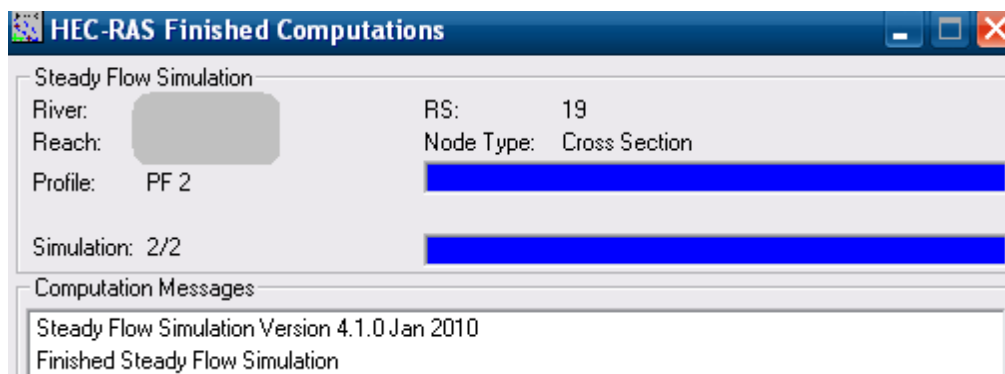 HEC-RAS Finished Computations
Steady Flow Simulation
River:
RS: 19
Reach:
Node Type: Cross Section
Profile: PF 2
Simulation: 2/2
Computation Messages
Steady Flow Simulation Version 4.1.0 Jan 2010
Finished Steady Flow Simulation